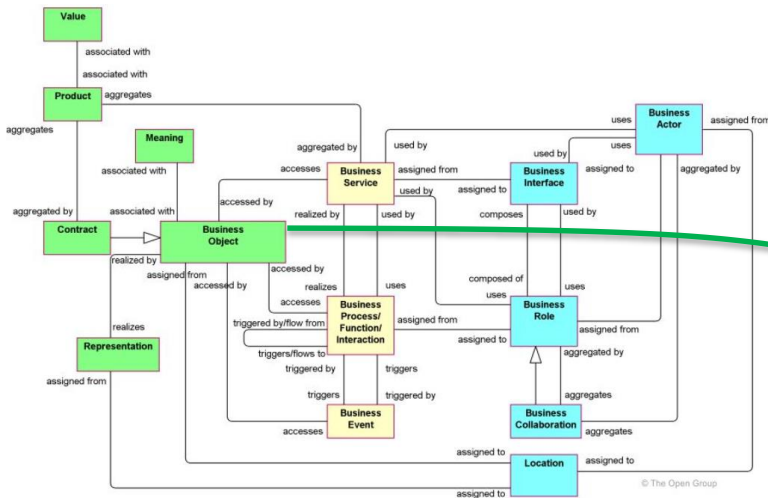 Value
associated with
associated with
Product
aggregates
aggregates
Meaning
associated with
aggregated by
associated with
Contract
Business
Object
accessed by
accesses
aggregated by
Business
Service
used by
assigned from
used by
realized by
used by
uses
used by
uses
Business
Actor
assigned from
assigned to
aggregated by
assigned to
Business
Interface
composes
used by
realized by
assigned from
accessed by
accessed by
accesses
realizes
uses
composed of
uses
uses
Business
Process/
Function/
Interaction
triggered by/flow from
triggers/flows to
assigned from
assigned to
Business
Role
assigned from
aggregated by
realizes
Representation
assigned from
triggered by
triggers
triggers
triggered by
Business
Event
accesses
aggregates
Business
Collaboration
aggregates
assigned to
Location
assigned to
assigned to
© The Open Group